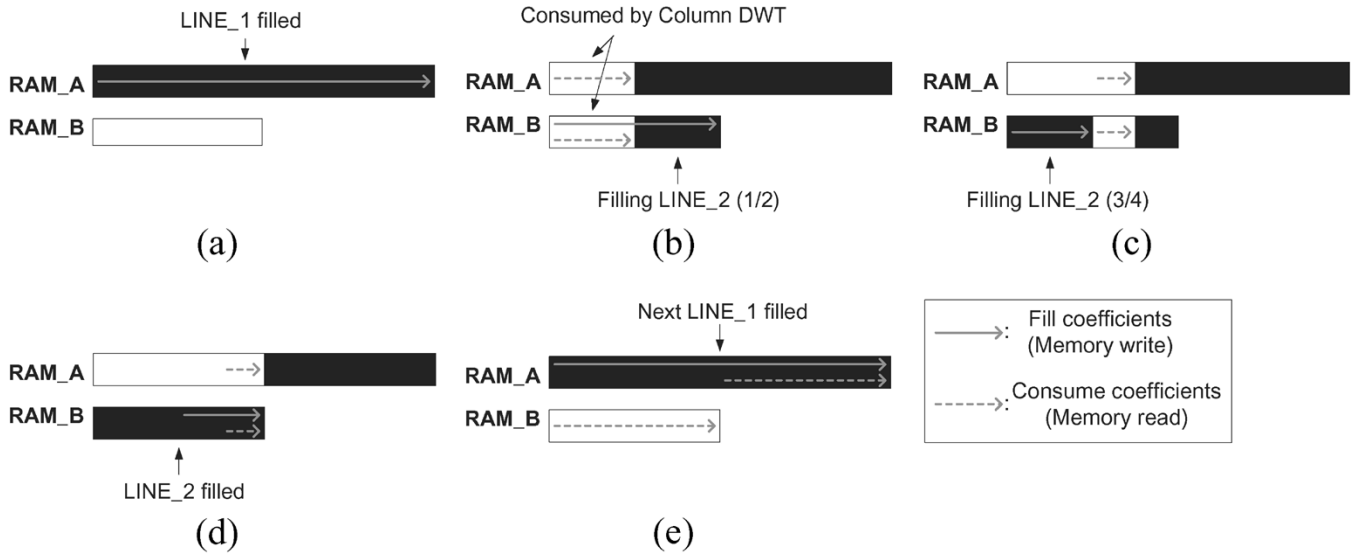 LINE_1 filled
RAM_A
RAM_B
(a)
Consumed by Column DWT
RAM_A
RAM_B
Filling LINE_2 (1/2)
(b)
RAM_A
RAM_B
Filling LINE_2 (3/4)
(c)
RAM_A
RAM_B
LINE_2 filled
(d)
Next LINE_1 filled
RAM_A
RAM_B
(e)
: Fill coefficients
(Memory write)
: Consume coefficients
(Memory read)